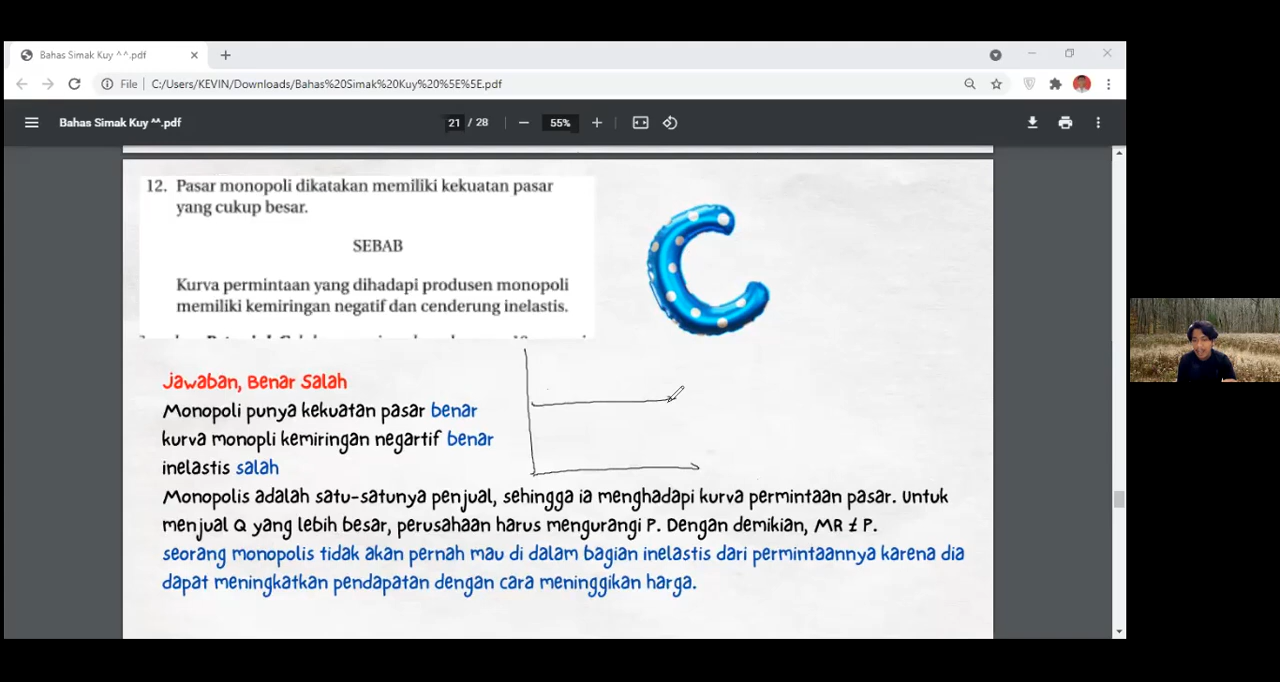 Bahas Simak Kuy ^^.pdf
File | C:/Users/KEVIN/Downloads/Bahas%20Simak%20Kuy%20%5E%5E.pdf
Bahas Simak Kuy ^^.pdf 21 / 28 55%
12. Pasar monopoli dikatakan memiliki kekuatan pasar
yang cukup besar.
SEBAB
Kurva permintaan yang dihadapi produsen monopoli
memiliki kemiringan negatif dan cenderung inelastis.
C
Jawaban, Benar Salah
Monopoli punya kekuatan pasar benar
kurva monopli kemiringan negartif benar
inelastis salah
Monopolis adalah satu-satunya penjual, sehingga ia menghadapi kurva permintaan pasar. Untuk
menjual Q yang lebih besar, perusahaan harus mengurangi P. Dengan demikian, MR ≠ P.
seorang monopolis tidak akan pernah mau di dalam bagian inelastis dari permintaannya karena dia
dapat meningkatkan pendapatan dengan cara meninggikan harga.